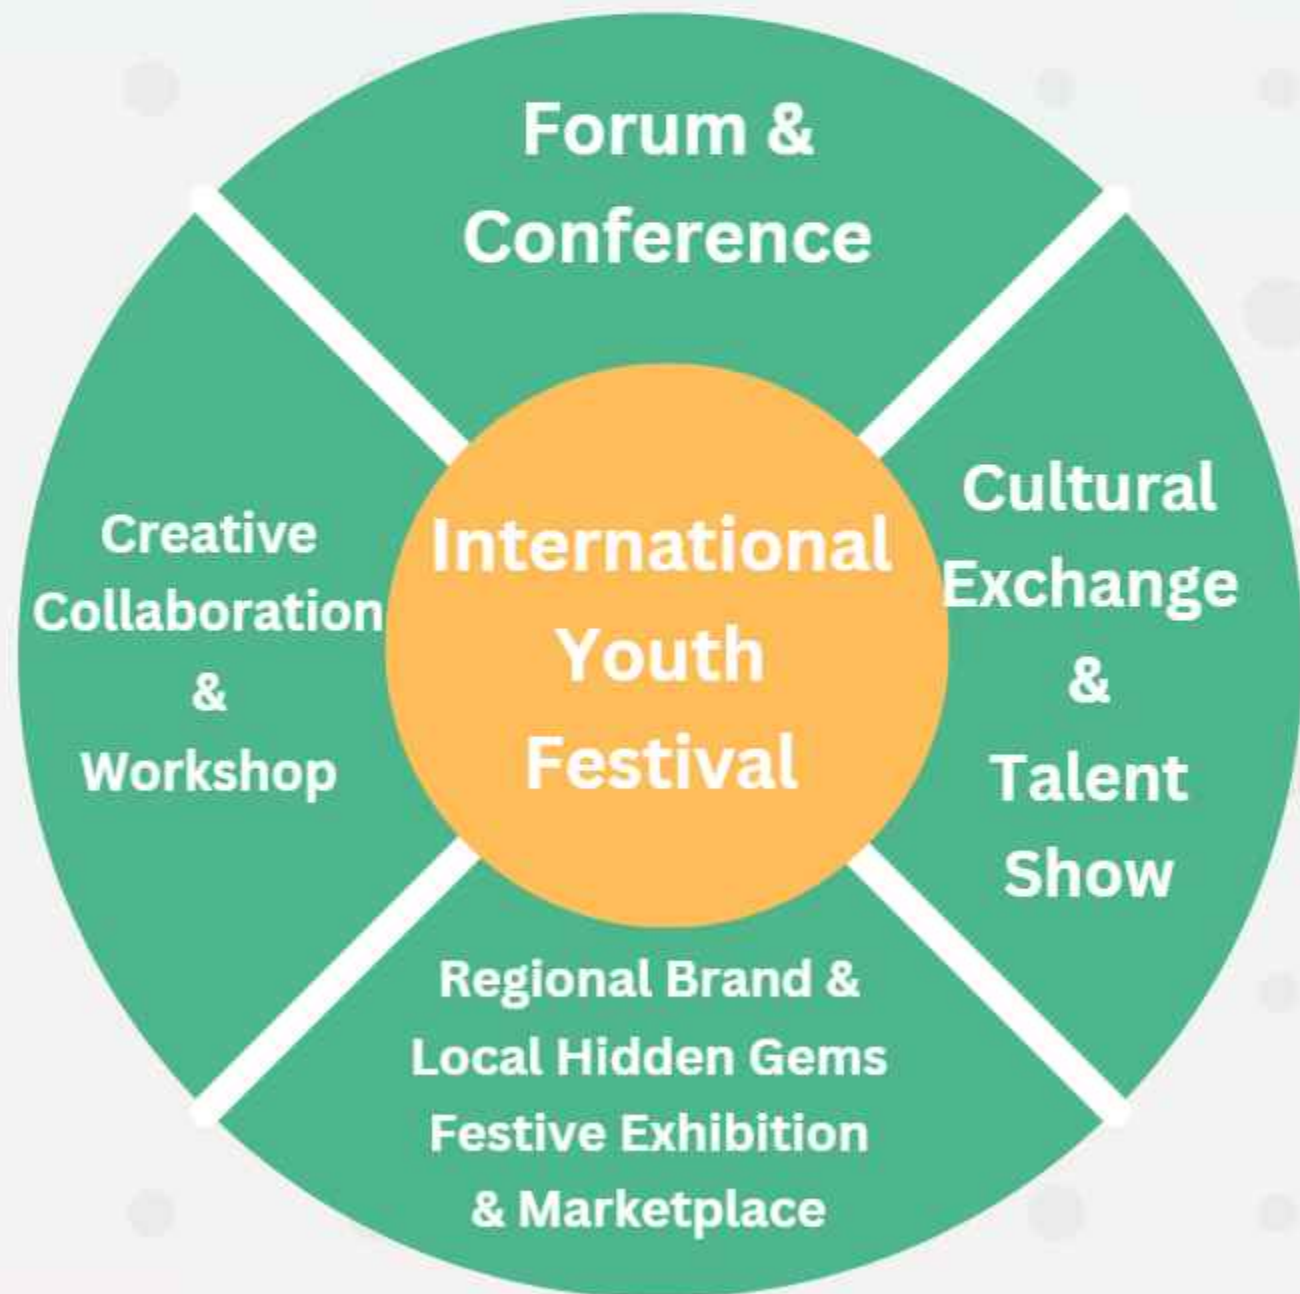 Forum &
Conference
Creative
Collaboration
&
Workshop
International
Youth
Festival
Cultural
Exchange
&
Talent
Show
Regional Brand &
Local Hidden Gems
Festive Exhibition
& Marketplace